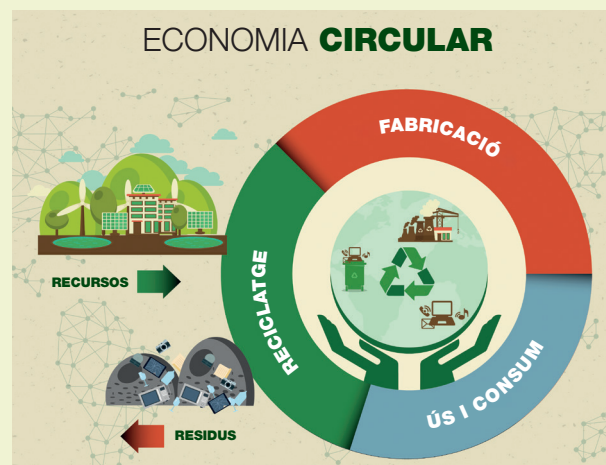 ECONOMIA CIRCULAR
FABRICACIÓ
RECICLATGE
RECURSOS
ÚS I CONSUM
RESIDUS